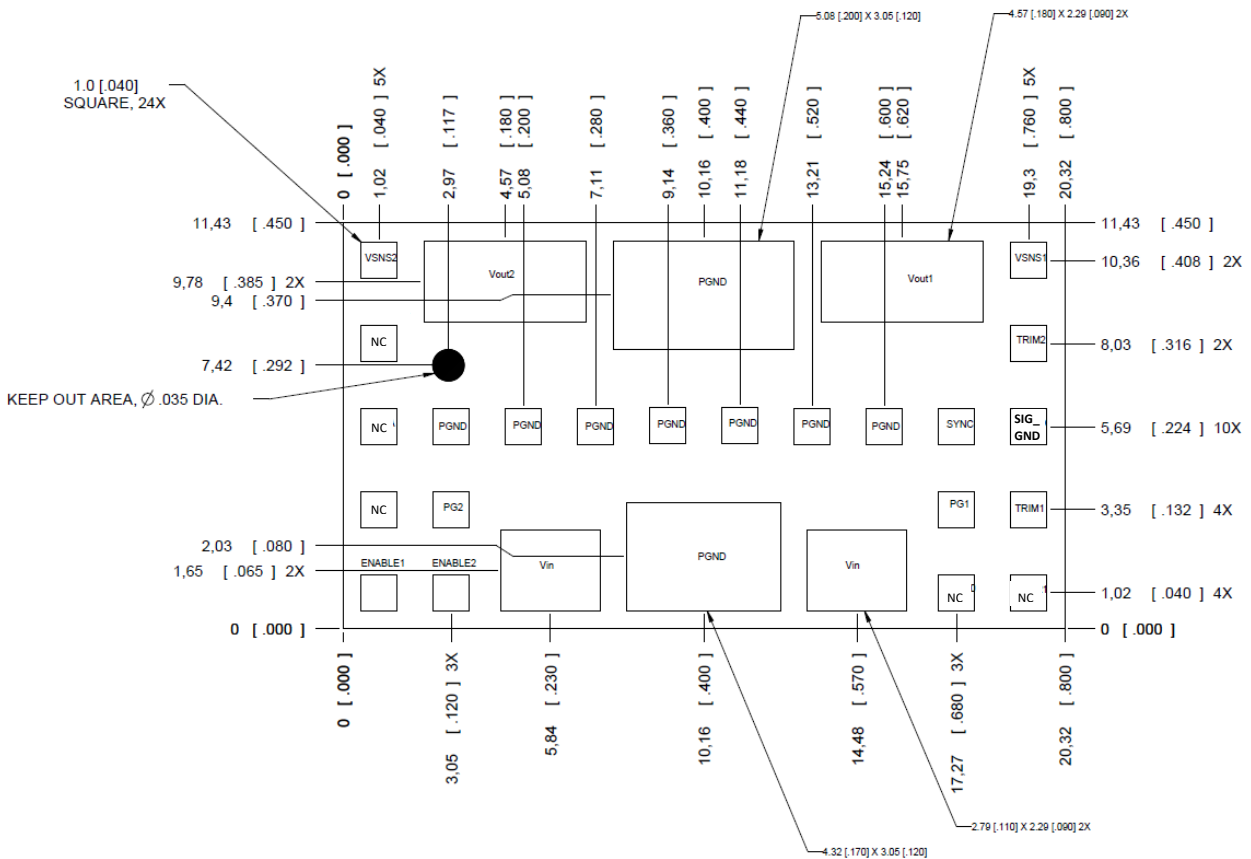 5.08 [.200] X 3.05 [.120]
4.57 [.180] X 2.29 [.090] 2X
1.0 [.040]
SQUARE, 24X
0 [ .000 ]
1,02 [ .040 ] 5X
2,97 [ .117 ]
4,57 [ .180 ]
5,08 [ .200 ]
7,11 [ .280 ]
9,14 [ .360 ]
10,16 [ .400 ]
11,18 [ .440 ]
13,21 [ .520 ]
15,24 [ .600 ]
15,75 [ .620 ]
19,3 [ .760 ] 5X
20,32 [ .800 ]
11,43 [ .450 ]
11,43 [ .450 ]
VSNS2
Vout2
PGND
Vout1
VSNS1
10,36 [ .408 ] 2X
9,78 [ .385 ] 2X
9,4 [ .370 ]
NC
TRIM2
8,03 [ .316 ] 2X
7,42 [ .292 ]
KEEP OUT AREA, Ø .035 DIA.
NC
PGND
PGND
PGND
PGND
PGND
PGND
PGND
SYNC
SIG_
GND
5,69 [ .224 ] 10X
NC
PG2
PG1
TRIM1
3,35 [ .132 ] 4X
2,03 [ .080 ]
1,65 [ .065 ] 2X
ENABLE1
ENABLE2
Vin
PGND
Vin
NC
NC
1,02 [ .040 ] 4X
0 [ .000 ]
0 [ .000 ]
0 [ .000 ]
3,05 [ .120 ] 3X
5,84 [ .230 ]
10,16 [ .400 ]
14,48 [ .570 ]
17,27 [ .680 ] 3X
20,32 [ .800 ]
2.79 [.110] X 2.29 [.090] 2X
4.32 [.170] X 3.05 [.120]